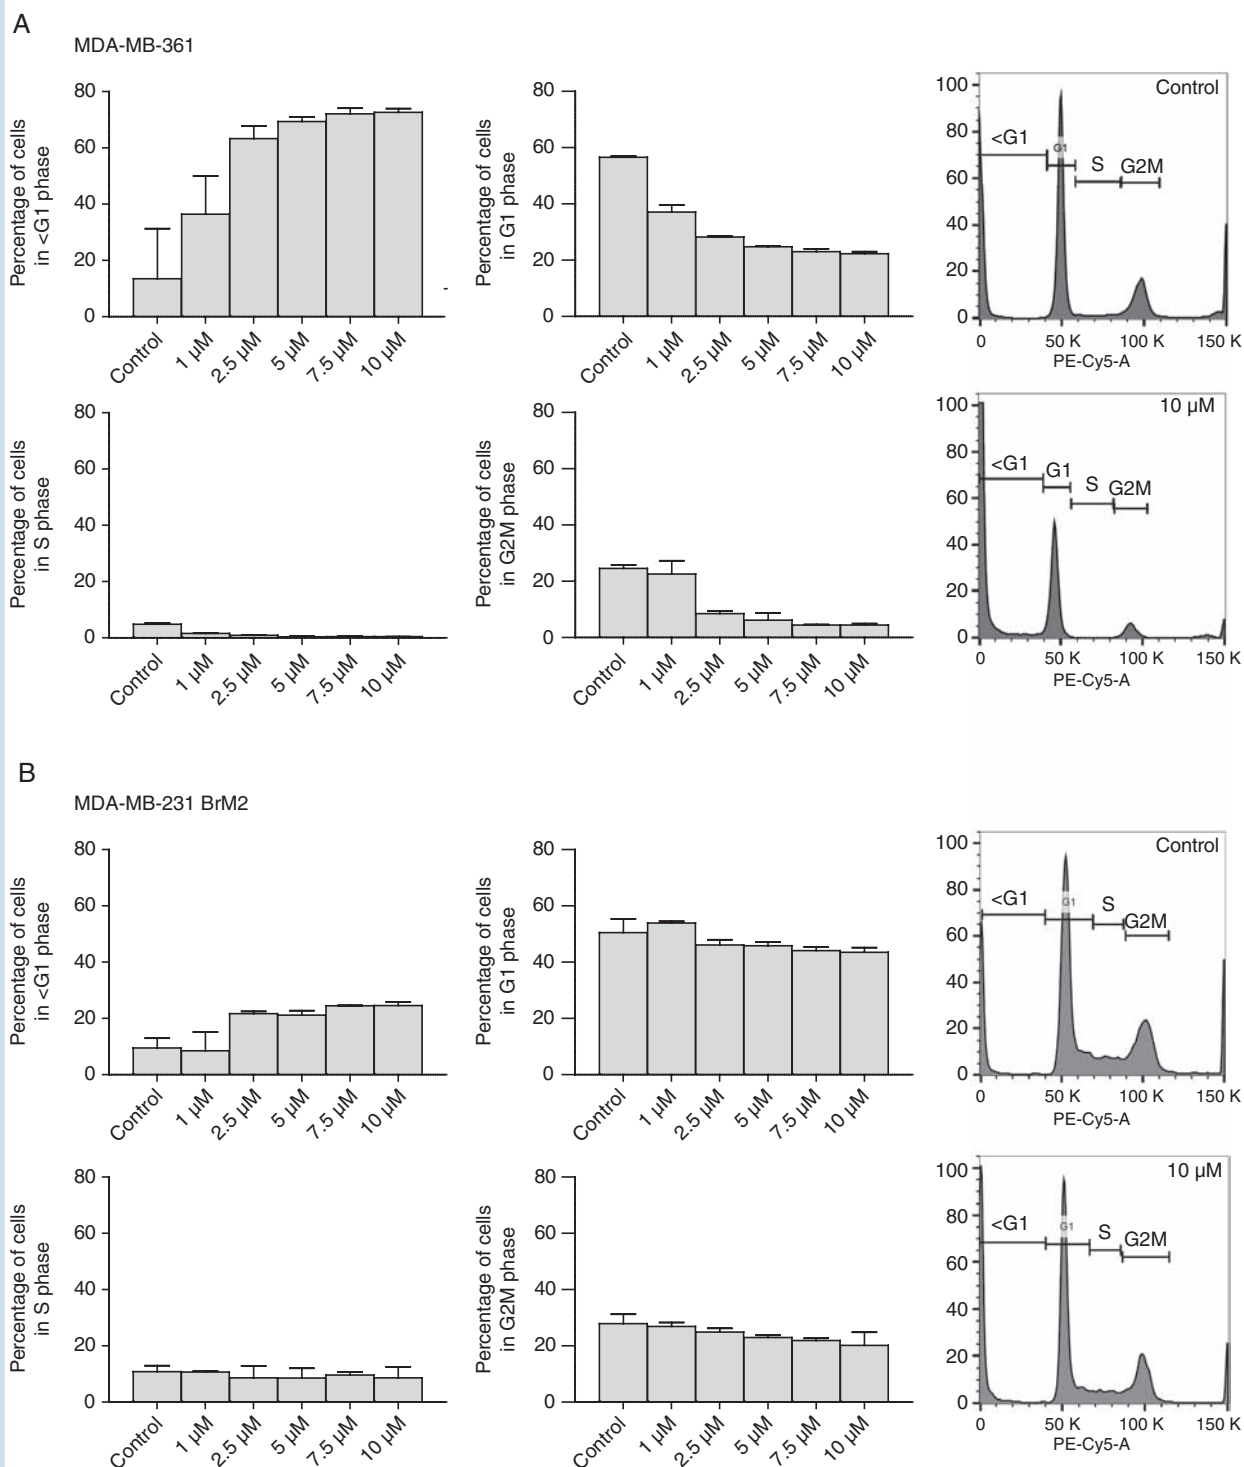 A
MDA-MB-361
Percentage of cells
in <G1 phase
80
60
40
20
0
Control
1 µM
2.5 µM
5 µM
7.5 µM
10 µM
Percentage of cells
in G1 phase
80
60
40
20
0
Control
1 µM
2.5 µM
5 µM
7.5 µM
10 µM
Control
100
80
60
40
20
0
<G1
G1
S
G2M
0 50 K 100 K 150 K
PE-Cy5-A
Percentage of cells
in S phase
80
60
40
20
0
Control
1 µM
2.5 µM
5 µM
7.5 µM
10 µM
Percentage of cells
in G2M phase
80
60
40
20
0
Control
1 µM
2.5 µM
5 µM
7.5 µM
10 µM
10 µM
100
80
60
40
20
0
<G1
G1
S
G2M
0 50 K 100 K 150 K
PE-Cy5-A
B
MDA-MB-231 BrM2
Percentage of cells
in <G1 phase
80
60
40
20
0
Control
1 µM
2.5 µM
5 µM
7.5 µM
10 µM
Percentage of cells
in G1 phase
80
60
40
20
0
Control
1 µM
2.5 µM
5 µM
7.5 µM
10 µM
Control
100
80
60
40
20
0
<G1
G1
S
G2M
0 50 K 100 K 150 K
PE-Cy5-A
Percentage of cells
in S phase
80
60
40
20
0
Control
1 µM
2.5 µM
5 µM
7.5 µM
10 µM
Percentage of cells
in G2M phase
80
60
40
20
0
Control
1 µM
2.5 µM
5 µM
7.5 µM
10 µM
10 µM
100
80
60
40
20
0
<G1
G1
S
G2M
0 50 K 100 K 150 K
PE-Cy5-A